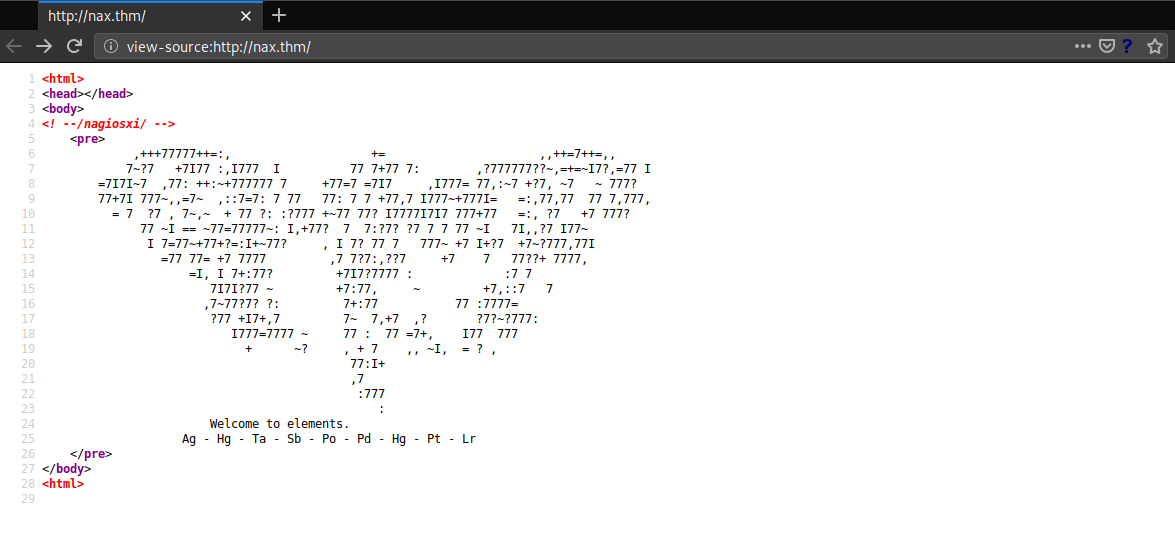 http://nax.thm/
view-source:http://nax.thm/
1 <html>
2 <head></head>
3 <body>
4 <! --/nagiosxi/ -->
5     <pre>
6              ,+++77777++=:,                    +=                      ,,++=7++=,,
7             7~?7   +7I77 :,I777  I          77 7+77 7:        ,?777777??~,=+=~I7?,=77 I
8         =7I7I~7  ,77: ++:~+777777 7     +77=7 =7I7     ,I777= 77,:~7 +?7, ~7   ~ 777?
9         77+7I 777~,,=7~  ,::7=7: 7 77   77: 7 7 +77,7 I777~+777I=   =:,77,77  77 7,777,
10           = 7  ?7 , 7~,~  + 77 ?: :?777 +~77 77? I7777I7I7 777+77   =:, ?7   +7 777?
11               77 ~I == ~77=77777~: I,+77?  7  7:?7? ?7 7 7 77 ~I   7I,,?7 I77~
12                I 7=77~+77+?=:I+~77?     , I 7? 77 7   777~ +7 I+?7  +7~?777,77I
13                  =77 77= +7 7777         ,7 7?7:,??7     +7    7   77??+ 7777,
14                      =I, I 7+:77?         +7I7?7777 :             :7 7
15                         7I7I?77 ~         +7:77,     ~         +7,::7   7
16                        ,7~77?7? ?:         7+:77           77 :7777=
17                         ?77 +I7+,7         7~  7,+7  ,?       ?7?~?777:
18                            I777=7777 ~     77 :  77 =7+,    I77  777
19                              +      ~?     , + 7    ,, ~I,  = ? ,
20                                             77:I+
21                                             ,7
22                                              :777
23                                                 :
24                         Welcome to elements.
25                     Ag - Hg - Ta - Sb - Po - Pd - Hg - Pt - Lr
26     </pre>
27 </body>
28 <html>
29